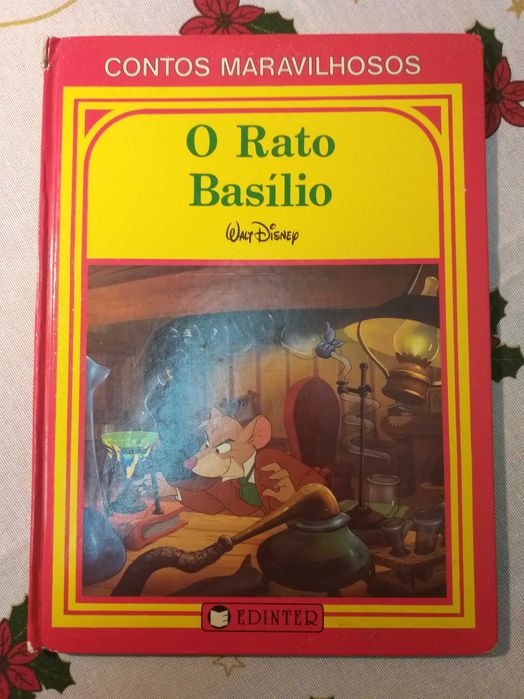 CONTOS MARAVILHOSOS
O Rato
Basílio
WALT DISNEY
EDINTER